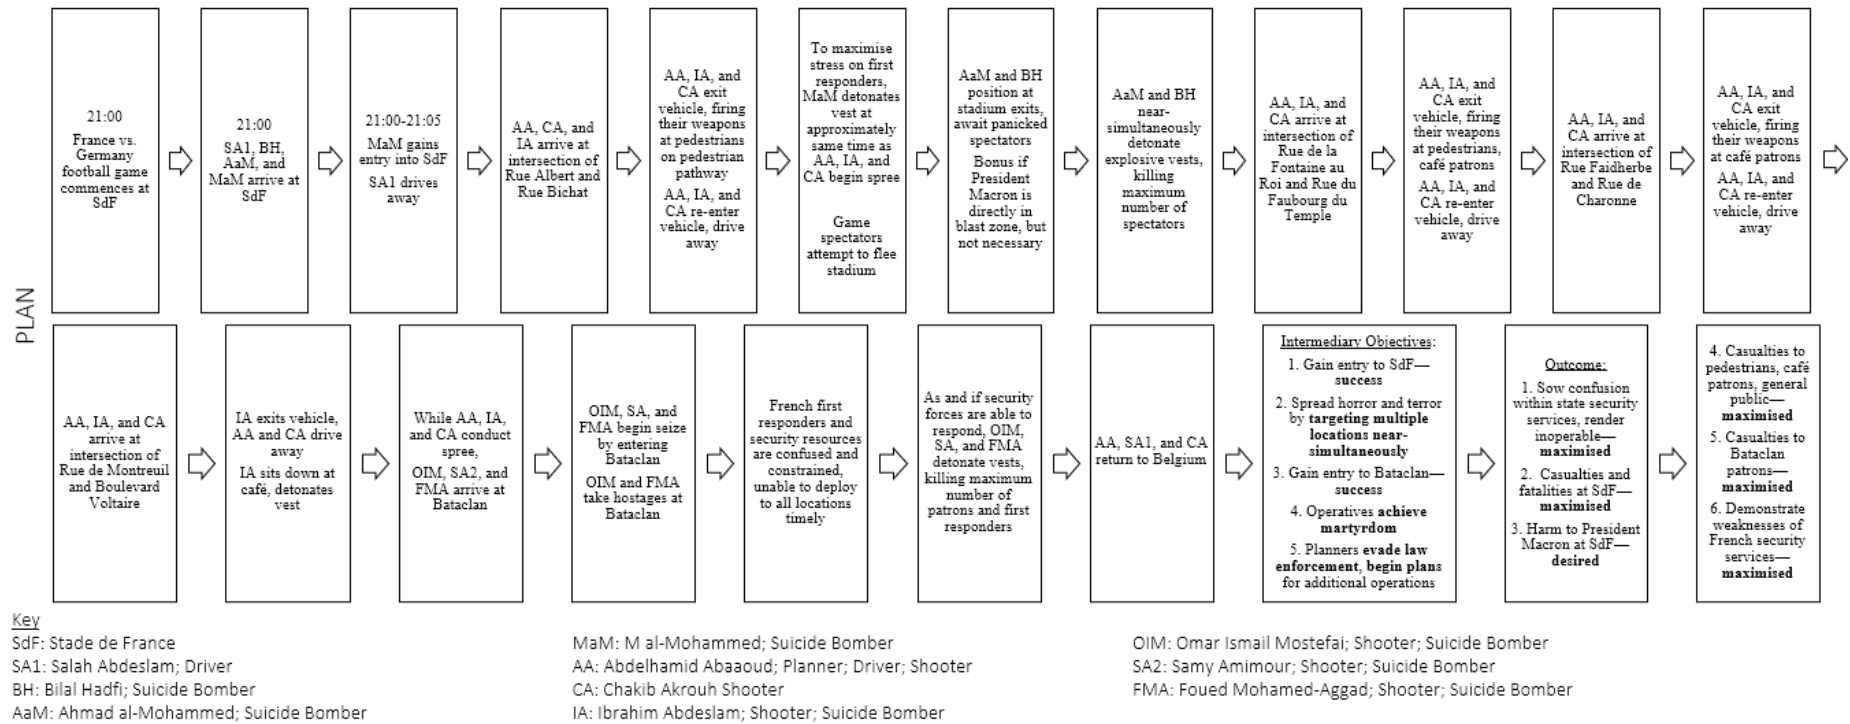 PLAN
21:00
France vs.
Germany
football game
commences at
SdF
21:00
SA1, BH,
AaM, and
MaM arrive at
SdF
21:00-21:05
MaM gains
entry into SdF
SA1 drives
away
AA, CA, and
IA arrive at
intersection of
Rue Albert and
Rue Bichat
AA, IA, and
CA exit
vehicle, firing
their weapons
at pedestrians
on pedestrian
pathway
AA, IA, and
CA re-enter
vehicle, drive
away
To maximise
stress on first
responders,
MaM detonates
vest at
approximately
same time as
AA, IA, and
CA begin spree
Game
spectators
attempt to flee
stadium
AaM and BH
position at
stadium exits,
await panicked
spectators
Bonus if
President
Macron is
directly in
blast zone, but
not necessary
AaM and BH
near-
simultaneously
detonate
explosive vests,
killing
maximum
number of
spectators
AA, IA, and
CA arrive at
intersection of
Rue de la
Fontaine au
Roi and Rue du
Faubourg du
Temple
AA, IA, and
CA exit
vehicle, firing
their weapons
at pedestrians,
café patrons
AA, IA, and
CA re-enter
vehicle, drive
away
AA, IA, and
CA arrive at
intersection of
Rue Faidherbe
and Rue de
Charonne
AA, IA, and
CA exit
vehicle, firing
their weapons
at café patrons
AA, IA, and
CA re-enter
vehicle, drive
away
AA, IA, and CA
arrive at
intersection of
Rue de Montreuil
and Boulevard
Voltaire
IA exits vehicle,
AA and CA drive
away
IA sits down at
café, detonates
vest
While AA, IA,
and CA conduct
spree,
OIM, SA2, and
FMA arrive at
Bataclan
OIM, SA, and
FMA begin seize
by entering
Bataclan
OIM and FMA
take hostages at
Bataclan
French first
responders and
security resources
are confused and
constrained,
unable to deploy
to all locations
timely
As and if security
forces are able to
respond, OIM,
SA, and FMA
detonate vests,
killing maximum
number of
patrons and first
responders
AA, SA1, and CA
return to Belgium
Intermediary Objectives:
1. Gain entry to SdF—
success
2. Spread horror and terror
by targeting multiple
locations near-
simultaneously
3. Gain entry to Bataclan—
success
4. Operatives achieve
martyrdom
5. Planners evade law
enforcement, begin plans
for additional operations
Outcome:
1. Sow confusion
within state security
services, render
inoperable—
maximised
2. Casualties and
fatalities at SdF—
maximised
3. Harm to President
Macron at SdF—
desired
4. Casualties to
pedestrians, café
patrons, general
public—
maximised
5. Casualties to
Bataclan
patrons—
maximised
6. Demonstrate
weaknesses of
French security
services—
maximised
Key
SdF: Stade de France
SA1: Salah Abdeslam; Driver
BH: Bilal Hadfi; Suicide Bomber
AaM: Ahmad al-Mohammed; Suicide Bomber
MaM: M al-Mohammed; Suicide Bomber
AA: Abdelhamid Abaaoud; Planner; Driver; Shooter
CA: Chakib Akrouh Shooter
IA: Ibrahim Abdeslam; Shooter; Suicide Bomber
OIM: Omar Ismail Mostefai; Shooter; Suicide Bomber
SA2: Samy Amimour; Shooter; Suicide Bomber
FMA: Foued Mohamed-Aggad; Shooter; Suicide Bomber